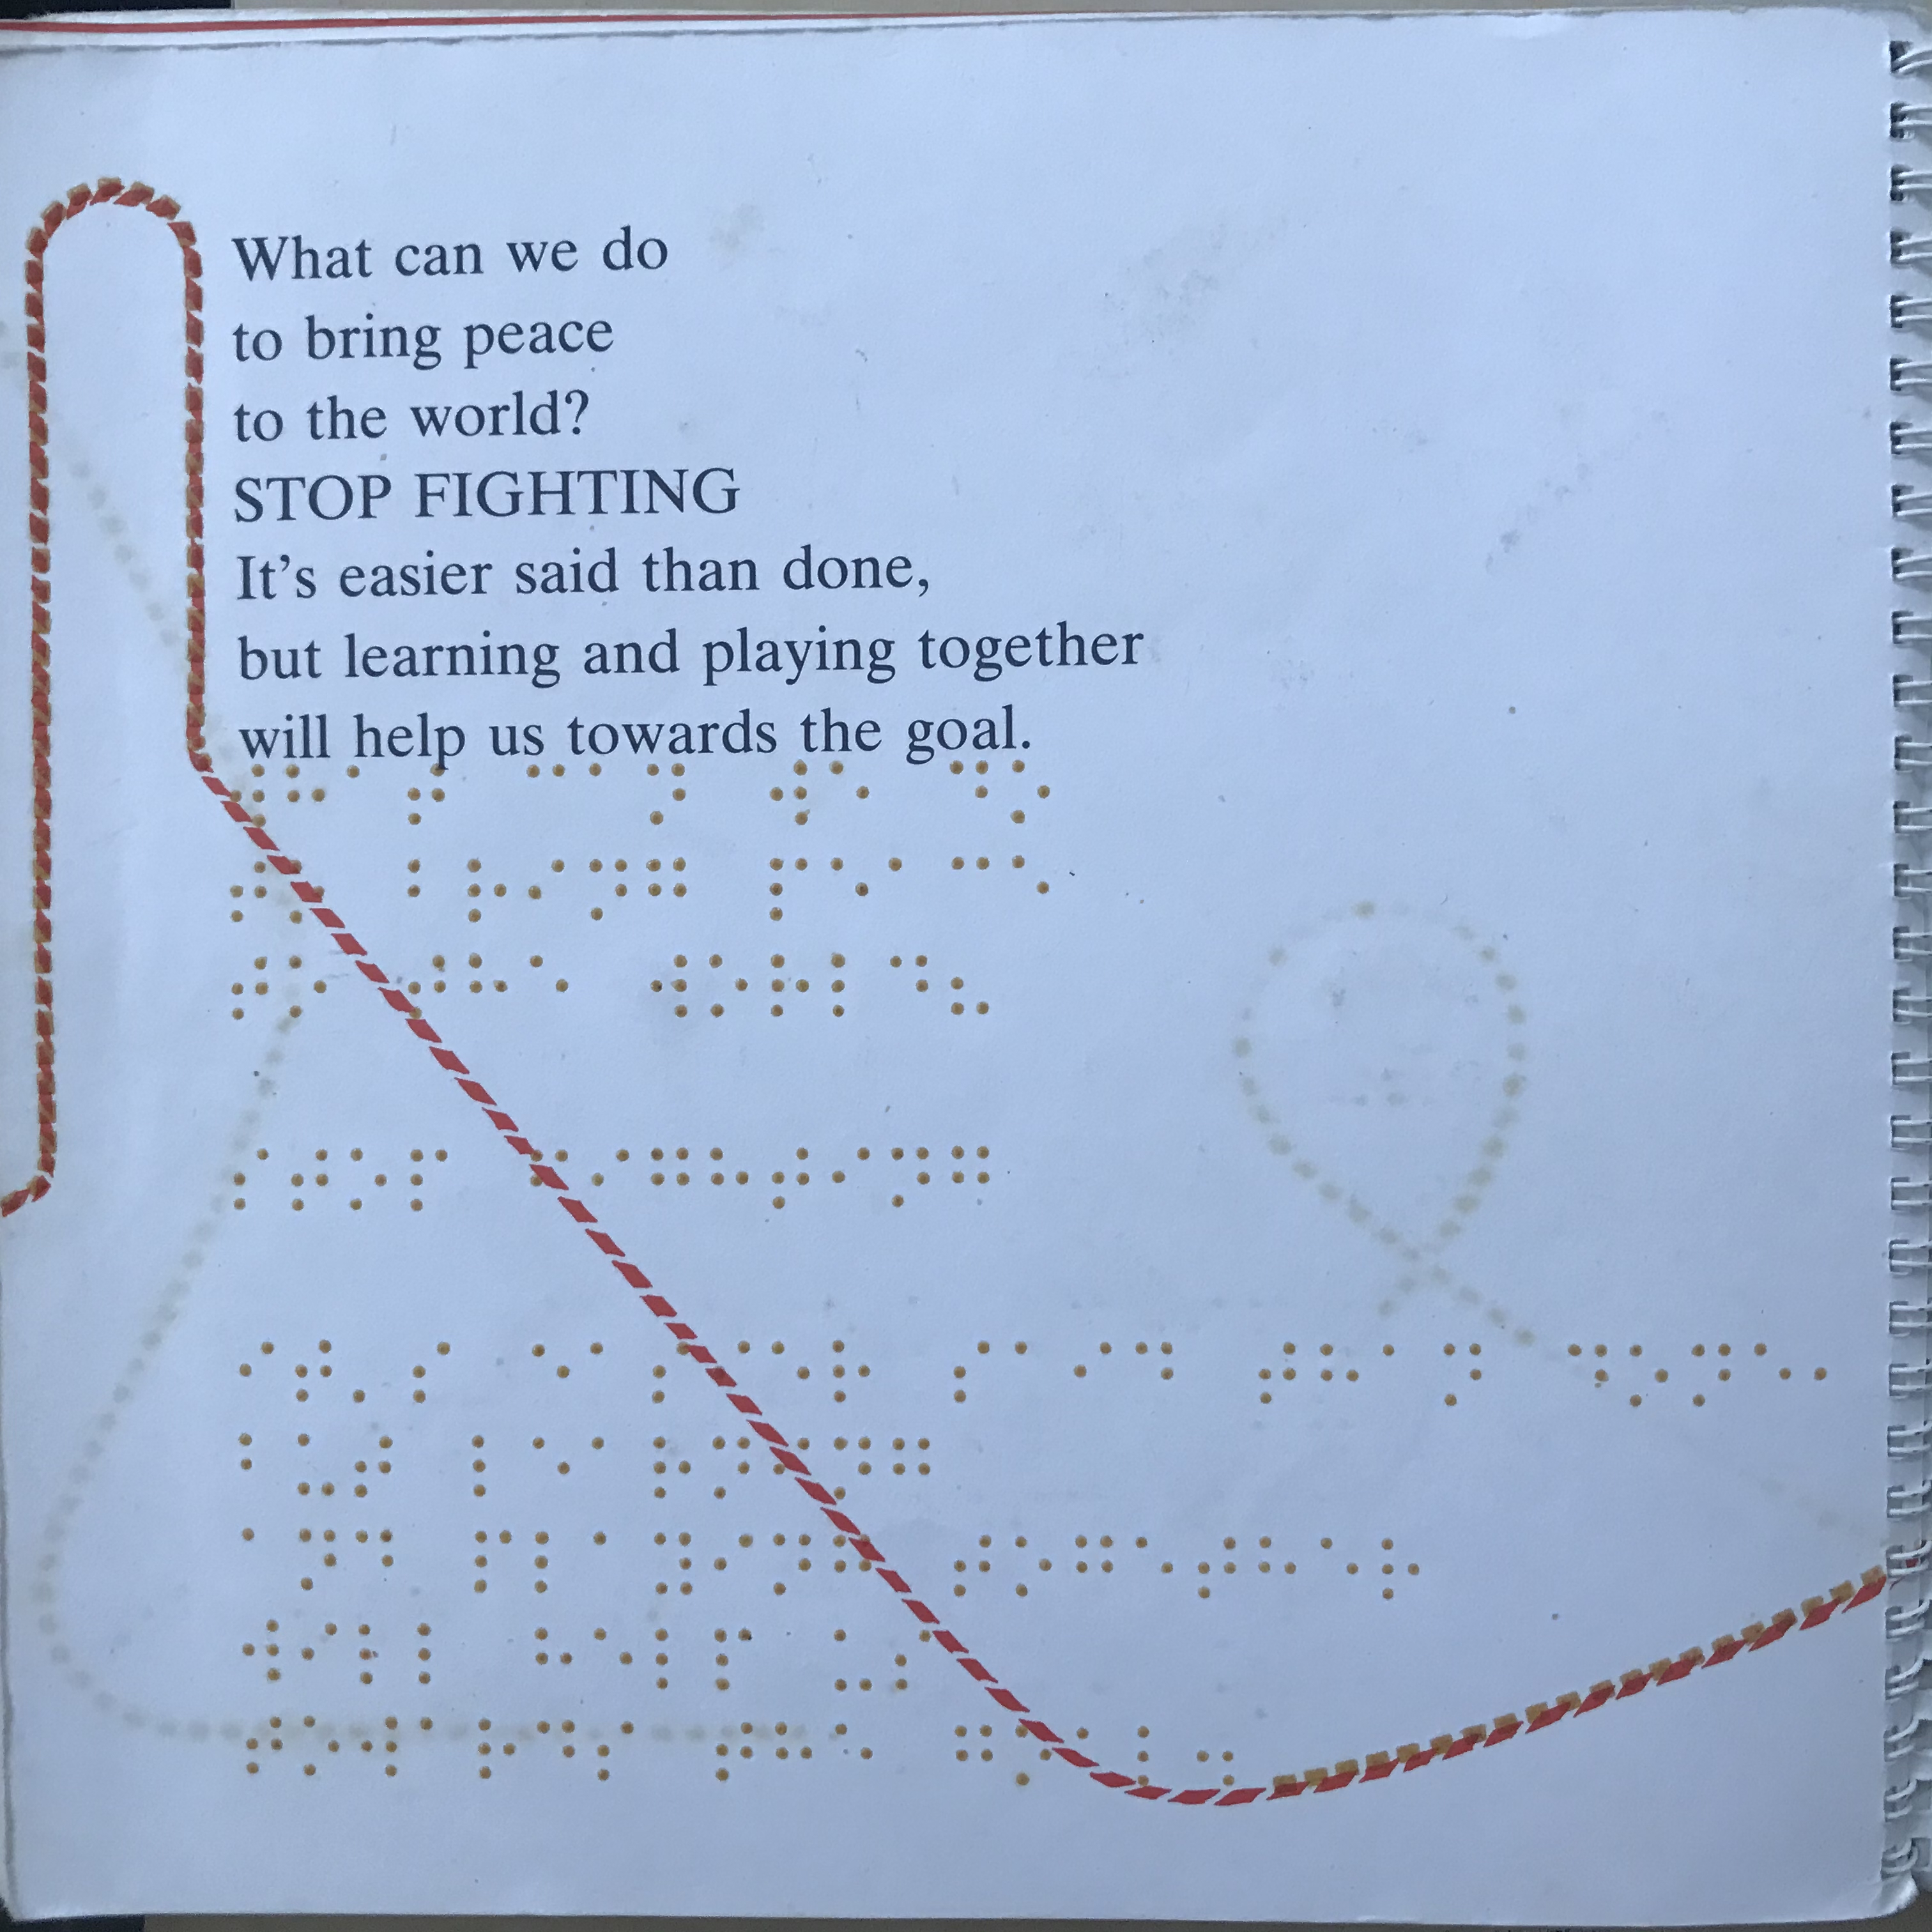 What can we do
to bring peace
to the world?
STOP FIGHTING
It's easier said than done,
but learning and playing together
will help us towards the goal.
⠺⠓⠁⠞ ⠉⠁⠝ ⠺⠑ ⠙⠕
⠞⠕ ⠃⠗⠊⠝⠛ ⠏⠑⠁⠉⠑
⠞⠕ ⠞⠓⠑ ⠺⠕⠗⠇⠙⠦
⠎⠞⠕⠏ ⠋⠊⠛⠓⠞⠊⠝⠛
⠊⠞⠄⠎ ⠑⠁⠎⠊⠑⠗ ⠎⠁⠊⠙ ⠞⠓⠁⠝ ⠙⠕⠝⠑⠂
⠃⠥⠞ ⠇⠑⠁⠗⠝⠊⠝⠛
⠁⠝⠙ ⠏⠇⠁⠽⠊⠝⠛ ⠞⠕⠛⠑⠞⠓⠑⠗
⠺⠊⠇⠇ ⠓⠑⠇⠏ ⠥⠎
⠞⠕⠺⠁⠗⠙⠎ ⠞⠓⠑ ⠛⠕⠁⠇⠲